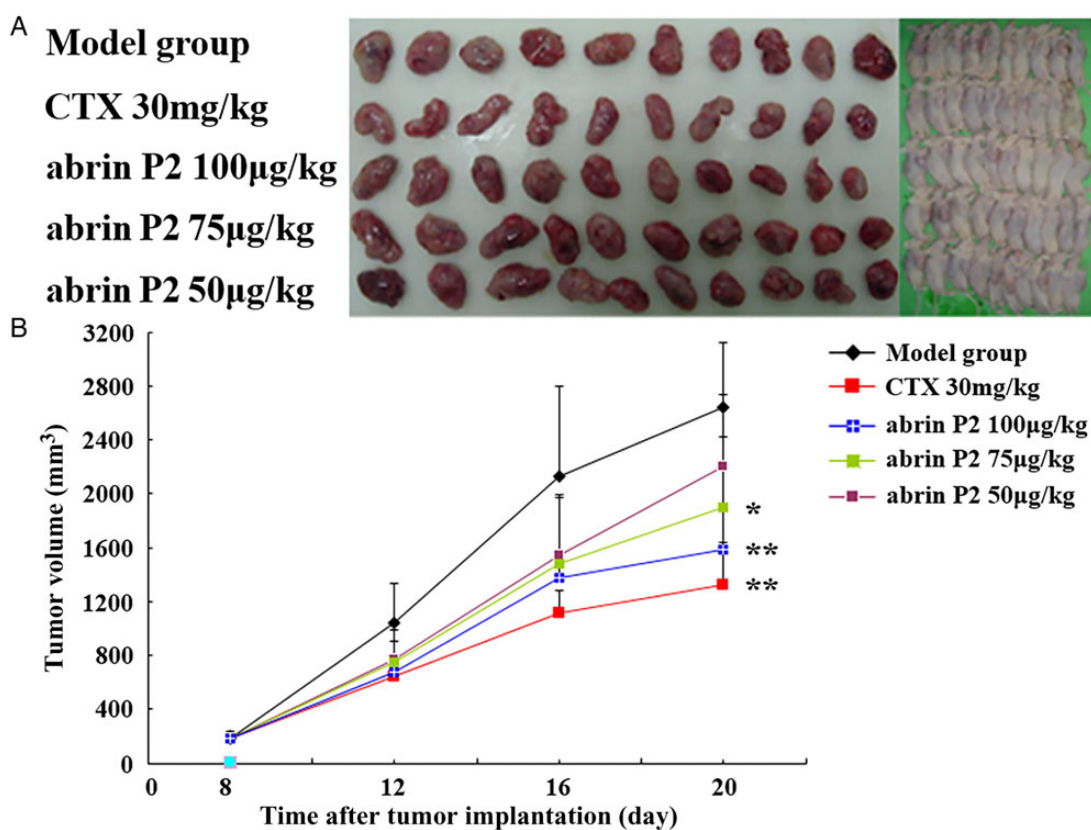 A
Model group
CTX 30mg/kg
abrin P2 100μg/kg
abrin P2 75μg/kg
abrin P2 50μg/kg
B
3200
2800
2400
2000
1600
1200
800
400
0
Tumor volume (mm³)
0 8 12 16 20
Time after tumor implantation (day)
Model group
CTX 30mg/kg
abrin P2 100μg/kg
abrin P2 75μg/kg
abrin P2 50μg/kg
*
**
**